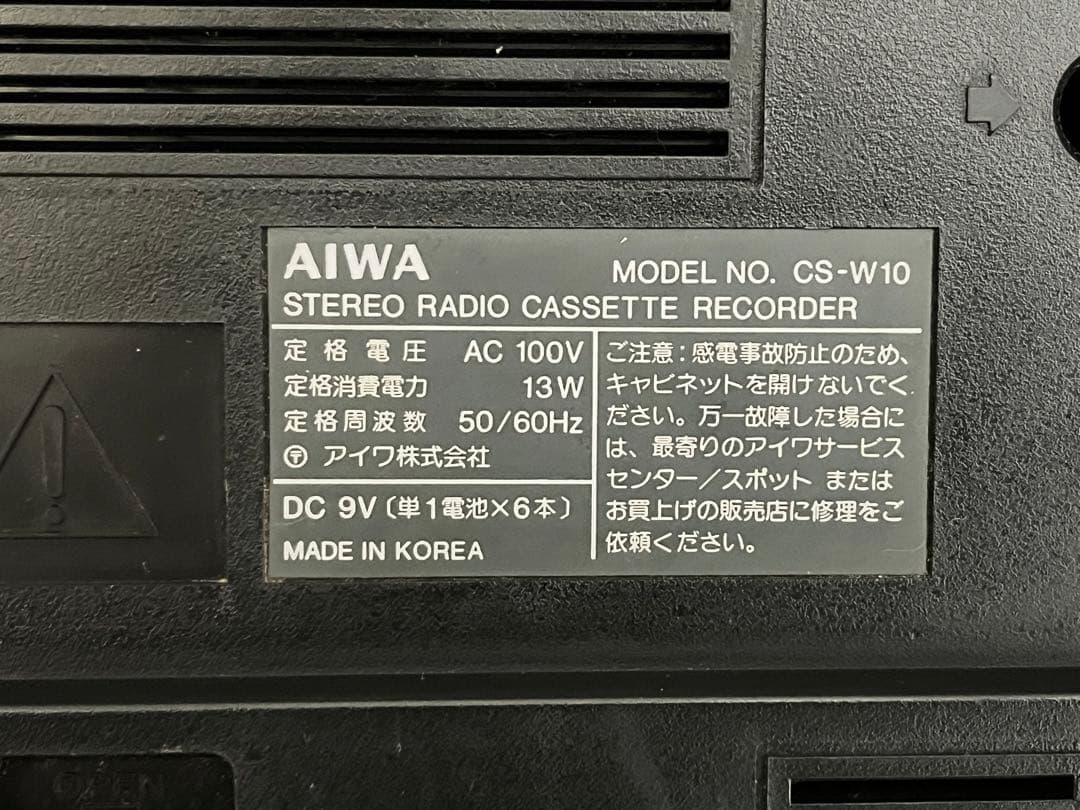 AIWA
MODEL NO. CS-W10
STEREO RADIO CASSETTE RECORDER
定格電圧 AC 100V
定格消費電力 13W
定格周波数 50/60Hz
〶 アイワ株式会社
DC 9V〔単1電池×6本〕
MADE IN KOREA
ご注意:感電事故防止のため、
キャビネットを開けないでく
ださい。万一故障した場合に
は、最寄りのアイワサービス
センター/スポット または
お買上げの販売店に修理をご
依頼ください。
OPEN